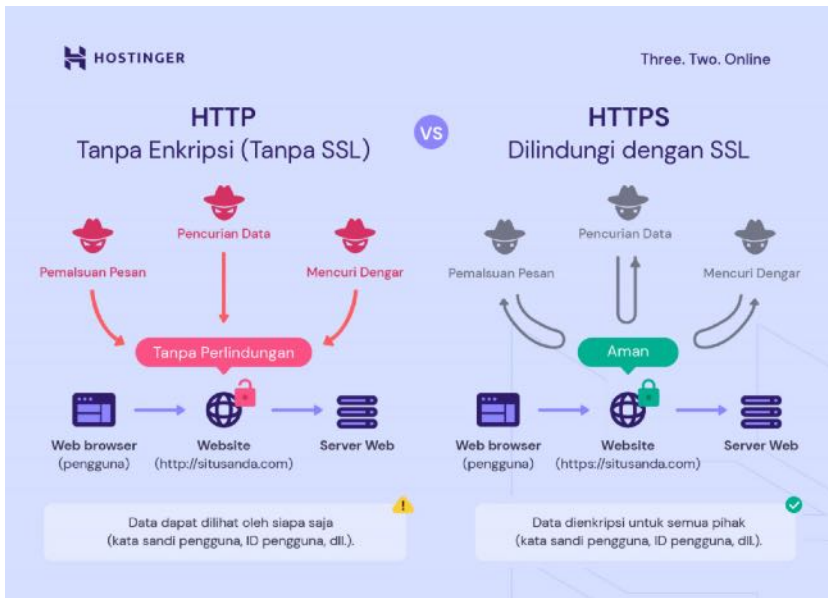 HOSTINGER
Three. Two. Online
HTTP
Tanpa Enkripsi (Tanpa SSL)
VS
HTTPS
Dilindungi dengan SSL
Pencurian Data
Pemalsuan Pesan
Mencuri Dengar
Tanpa Perlindungan
Web browser
(pengguna)
Website
(http://situsanda.com)
Server Web
Data dapat dilihat oleh siapa saja
(kata sandi pengguna, ID pengguna, dll.).
Pencurian Data
Pemalsuan Pesan
Mencuri Dengar
Aman
Web browser
(pengguna)
Website
(https://situsanda.com)
Server Web
Data dienkripsi untuk semua pihak
(kata sandi pengguna, ID pengguna, dll.).